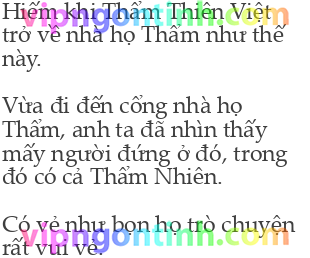 Hiếm khi Thẩm Thiên Việt
trở về nhà họ Thẩm như thế
này.
Vừa đi đến cổng nhà họ
Thẩm, anh ta đã nhìn thấy
mấy người đứng ở đó, trong
đó có cả Thẩm Nhiên.
Có vẻ như bọn họ trò chuyện
rất vui vẻ.
vipngontinh.com
vipngontinh.com
vipngontinh.com